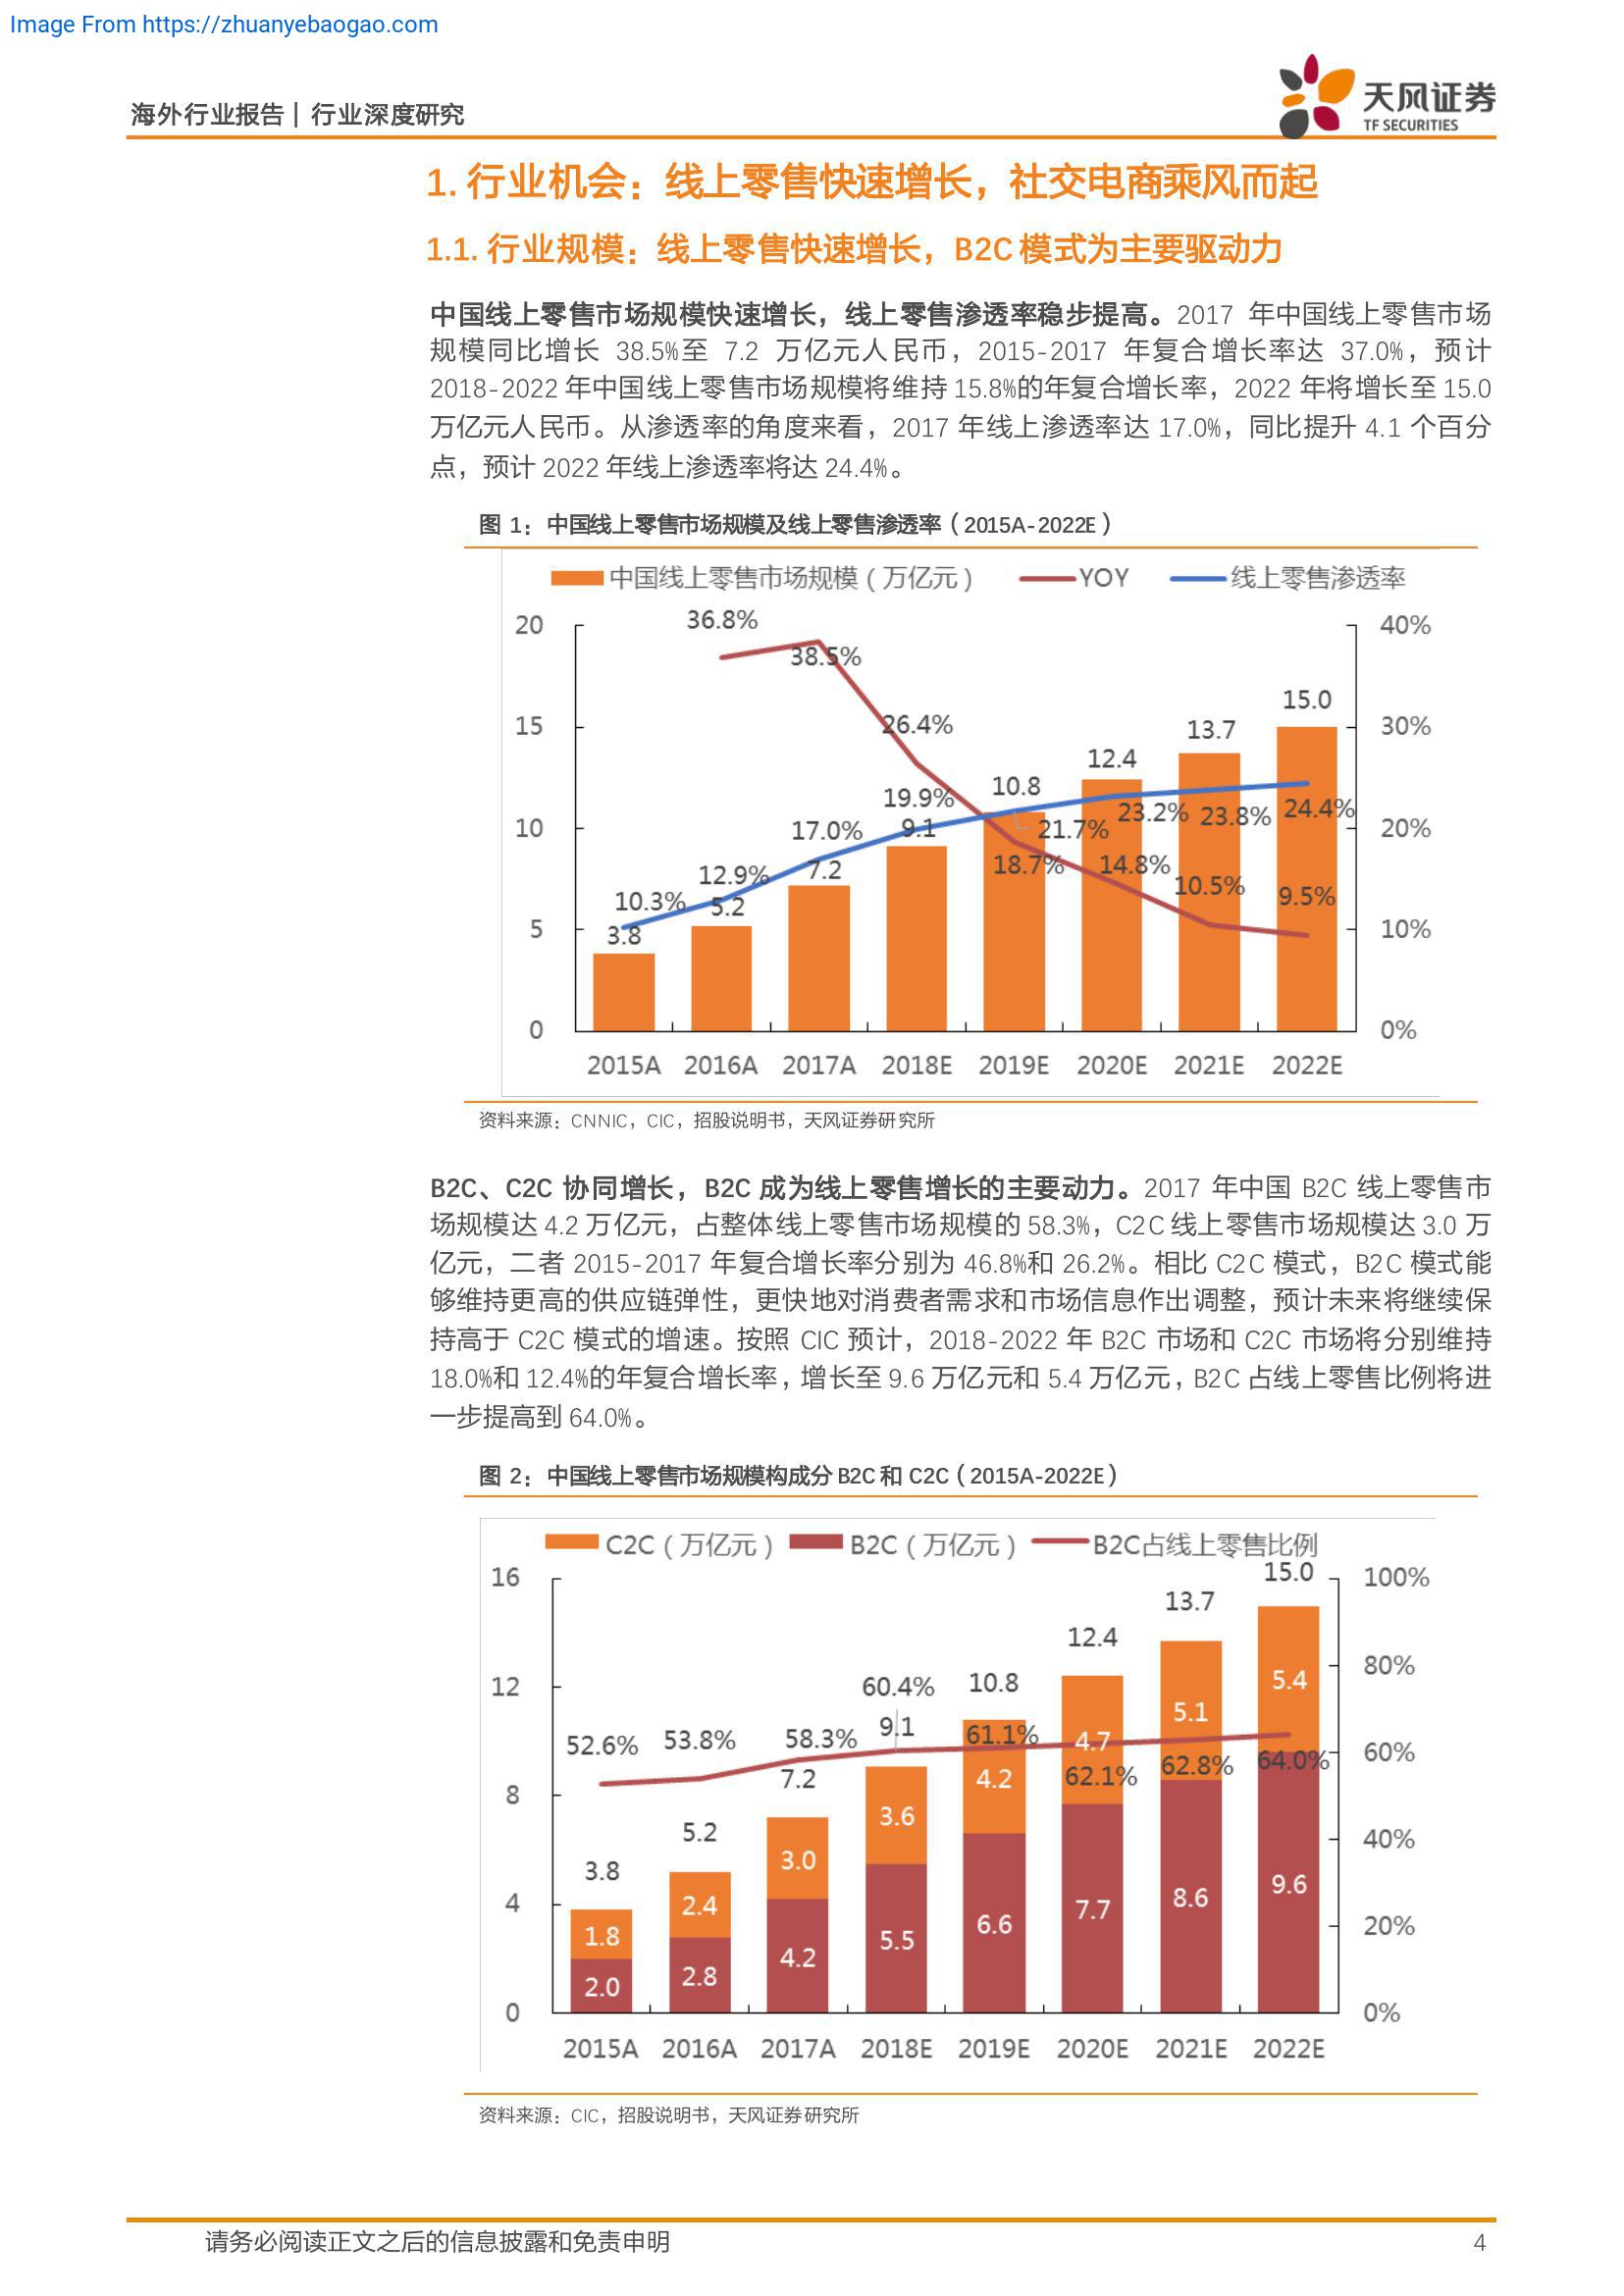 Image From https://zhuanyebaogao.com
海外行业报告 | 行业深度研究
天风证券
TF SECURITIES
1. 行业机会：线上零售快速增长，社交电商乘风而起
1.1. 行业规模：线上零售快速增长，B2C 模式为主要驱动力
中国线上零售市场规模快速增长，线上零售渗透率稳步提高。2017 年中国线上零售市场
规模同比增长 38.5%至 7.2 万亿元人民币，2015-2017 年复合增长率达 37.0%，预计
2018-2022 年中国线上零售市场规模将维持 15.8%的年复合增长率，2022 年将增长至 15.0
万亿元人民币。从渗透率的角度来看，2017 年线上渗透率达 17.0%，同比提升 4.1 个百分
点，预计 2022 年线上渗透率将达 24.4%。
图 1：中国线上零售市场规模及线上零售渗透率（2015A-2022E）
中国线上零售市场规模（万亿元） YOY 线上零售渗透率
20 36.8% 40%
38.5%
15.0
15 26.4% 13.7 30%
12.4
19.9% 10.8
10 17.0% 9.1 21.7% 23.2% 23.8% 24.4% 20%
12.9% 7.2 18.7% 14.8% 10.5% 9.5%
10.3% 5.2
5 3.8 10%
0 0%
2015A 2016A 2017A 2018E 2019E 2020E 2021E 2022E
资料来源：CNNIC，CIC，招股说明书，天风证券研究所
B2C、C2C 协同增长，B2C 成为线上零售增长的主要动力。2017 年中国 B2C 线上零售市
场规模达 4.2 万亿元，占整体线上零售市场规模的 58.3%，C2C 线上零售市场规模达 3.0 万
亿元，二者 2015-2017 年复合增长率分别为 46.8%和 26.2%。相比 C2C 模式，B2C 模式能
够维持更高的供应链弹性，更快地对消费者需求和市场信息作出调整，预计未来将继续保
持高于 C2C 模式的增速。按照 CIC 预计，2018-2022 年 B2C 市场和 C2C 市场将分别维持
18.0%和 12.4%的年复合增长率，增长至 9.6 万亿元和 5.4 万亿元，B2C 占线上零售比例将进
一步提高到 64.0%。
图 2：中国线上零售市场规模构成分 B2C 和 C2C（2015A-2022E）
C2C（万亿元） B2C（万亿元） B2C占线上零售比例
16 15.0 100%
13.7
12.4
12 60.4% 10.8 5.4 80%
52.6% 53.8% 58.3% 9.1 61.1% 4.7 5.1
7.2 4.2 62.1% 62.8% 64.0% 60%
8 5.2 3.6
3.8 3.0 40%
4 2.4 6.6 7.7 8.6 9.6
1.8 4.2 5.5 20%
2.0 2.8
0 0%
2015A 2016A 2017A 2018E 2019E 2020E 2021E 2022E
资料来源：CIC，招股说明书，天风证券研究所
请务必阅读正文之后的信息披露和免责申明 4